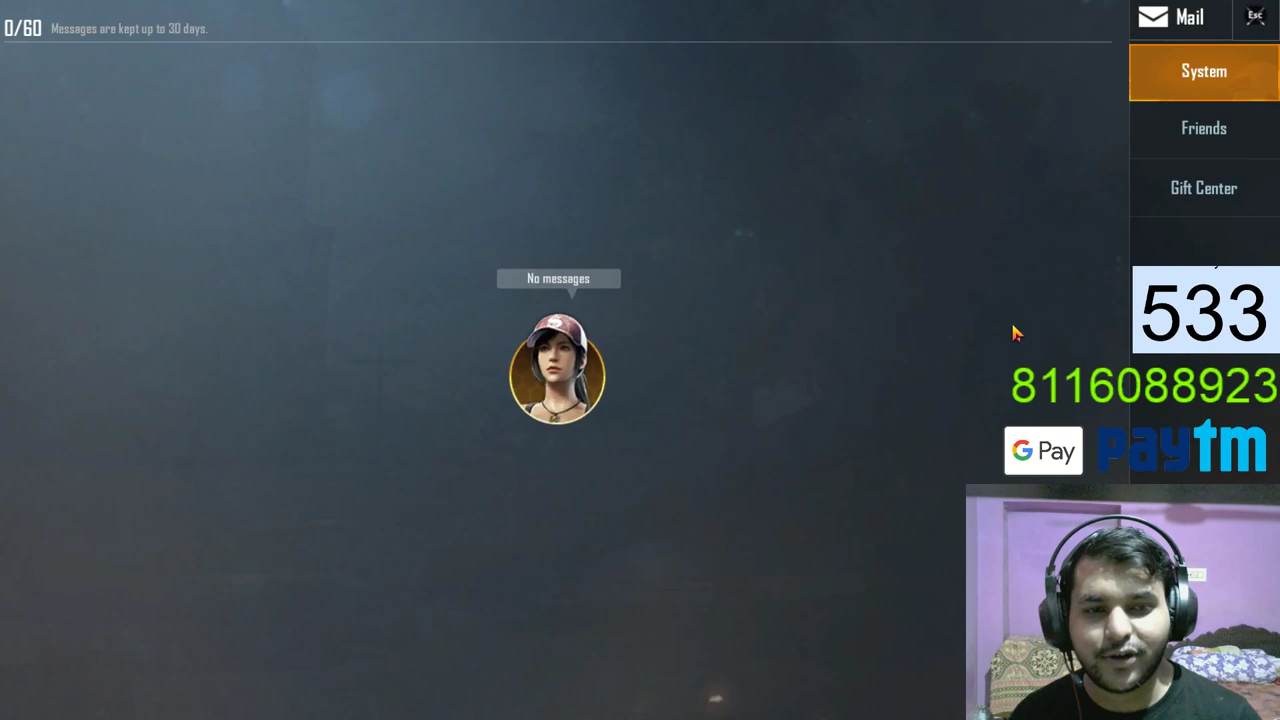 0/60 Messages are kept up to 30 days.
Mail
Esc
System
Friends
Gift Center
No messages
533
8116088923
G Pay paytm